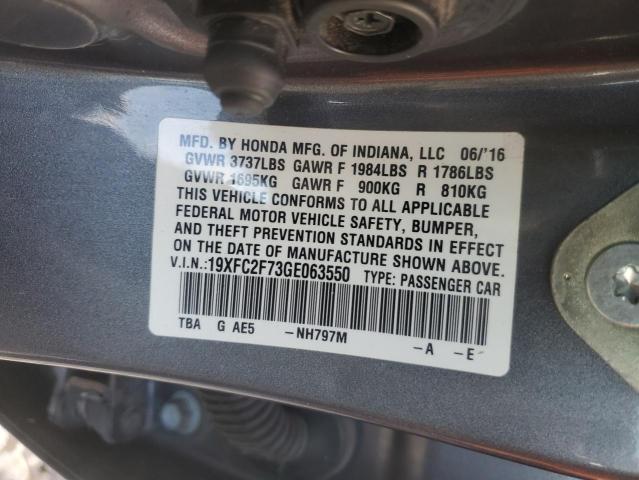 MFD. BY HONDA MFG. OF INDIANA, LLC 06/'16
GVWR 3737LBS GAWR F 1984LBS R 1786LBS
GVWR 1695KG GAWR F 900KG R 810KG
THIS VEHICLE CONFORMS TO ALL APPLICABLE
FEDERAL MOTOR VEHICLE SAFETY, BUMPER,
AND THEFT PREVENTION STANDARDS IN EFFECT
ON THE DATE OF MANUFACTURE SHOWN ABOVE.
V.I.N.:19XFC2F73GE063550 TYPE: PASSENGER CAR
TBA G AE5 -NH797M -A -E